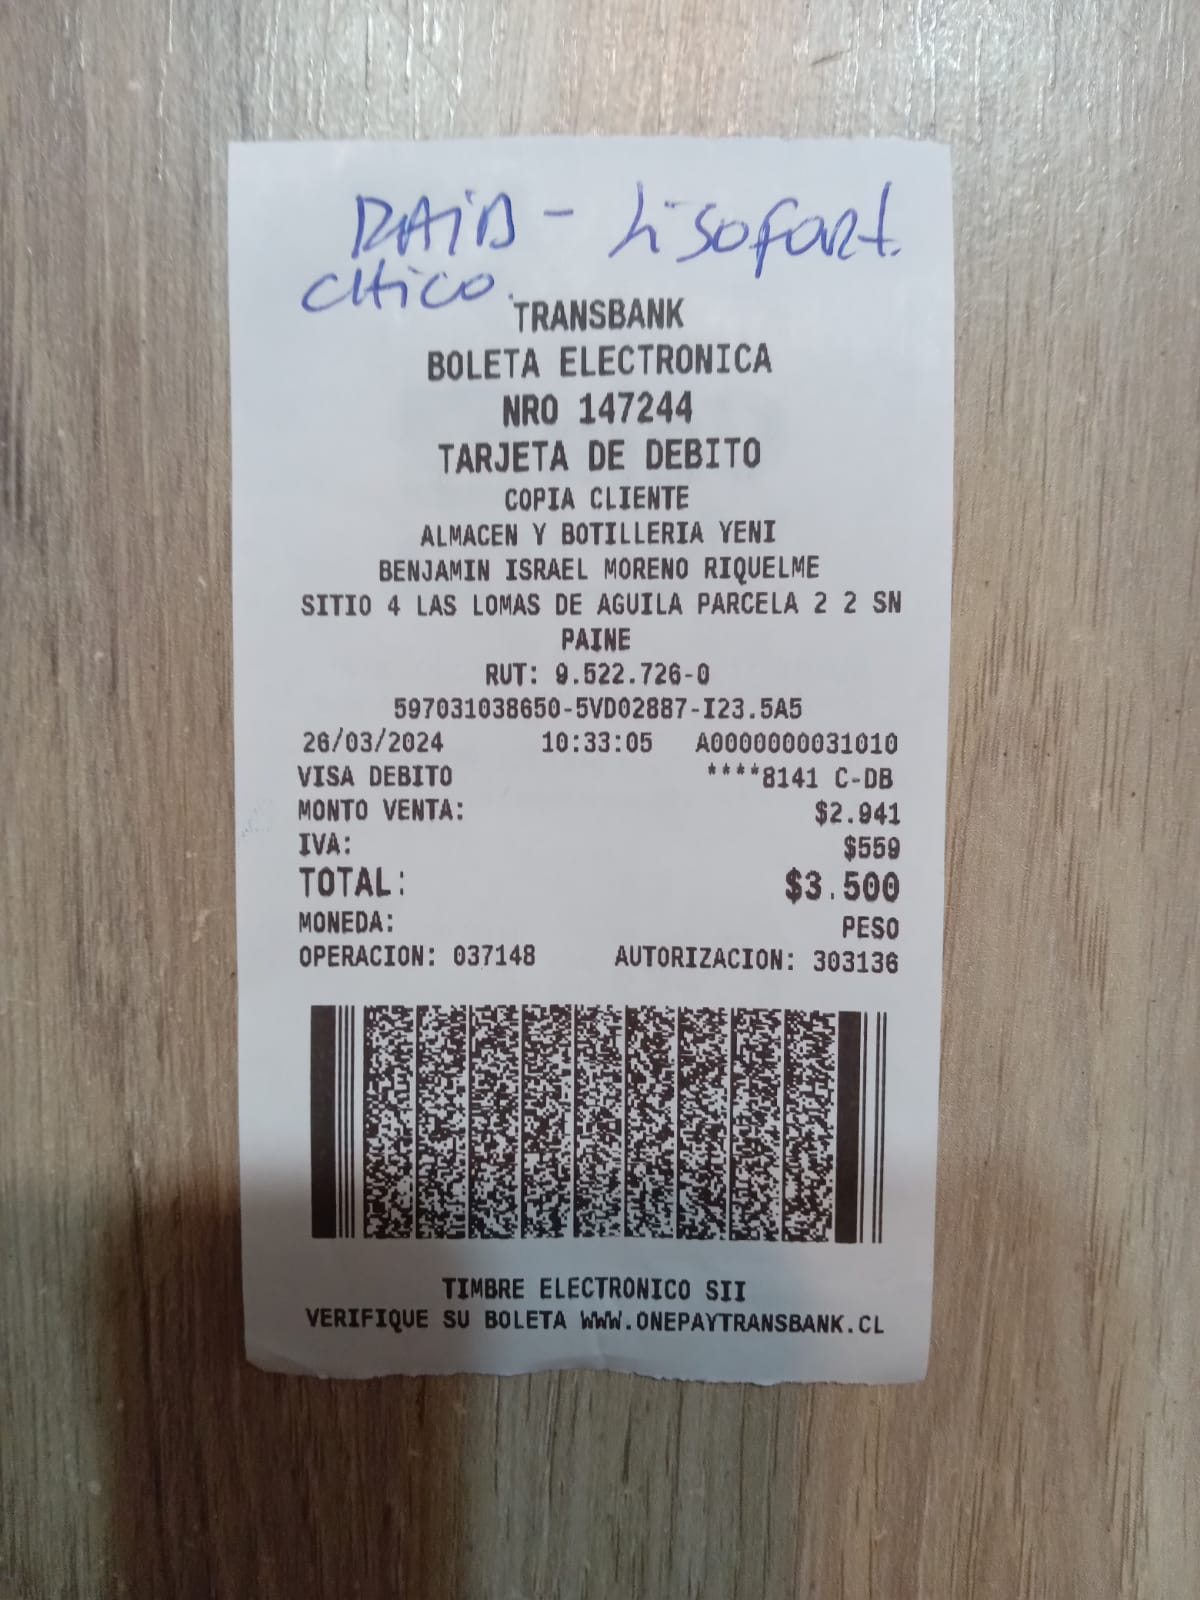 RAID - Lisofort.
CHICO.
TRANSBANK
BOLETA ELECTRONICA
NRO 147244
TARJETA DE DEBITO
COPIA CLIENTE
ALMACEN Y BOTILLERIA YENI
BENJAMIN ISRAEL MORENO RIQUELME
SITIO 4 LAS LOMAS DE AGUILA PARCELA 2 2 SN
PAINE
RUT: 9.522.726-0
597031038650-5VD02887-I23.5A5
26/03/2024 10:33:05 A0000000031010
VISA DEBITO ****8141 C-DB
MONTO VENTA: $2.941
IVA: $559
TOTAL: $3.500
MONEDA: PESO
OPERACION: 037148 AUTORIZACION: 303136
TIMBRE ELECTRONICO SII
VERIFIQUE SU BOLETA WWW.ONEPAYTRANSBANK.CL